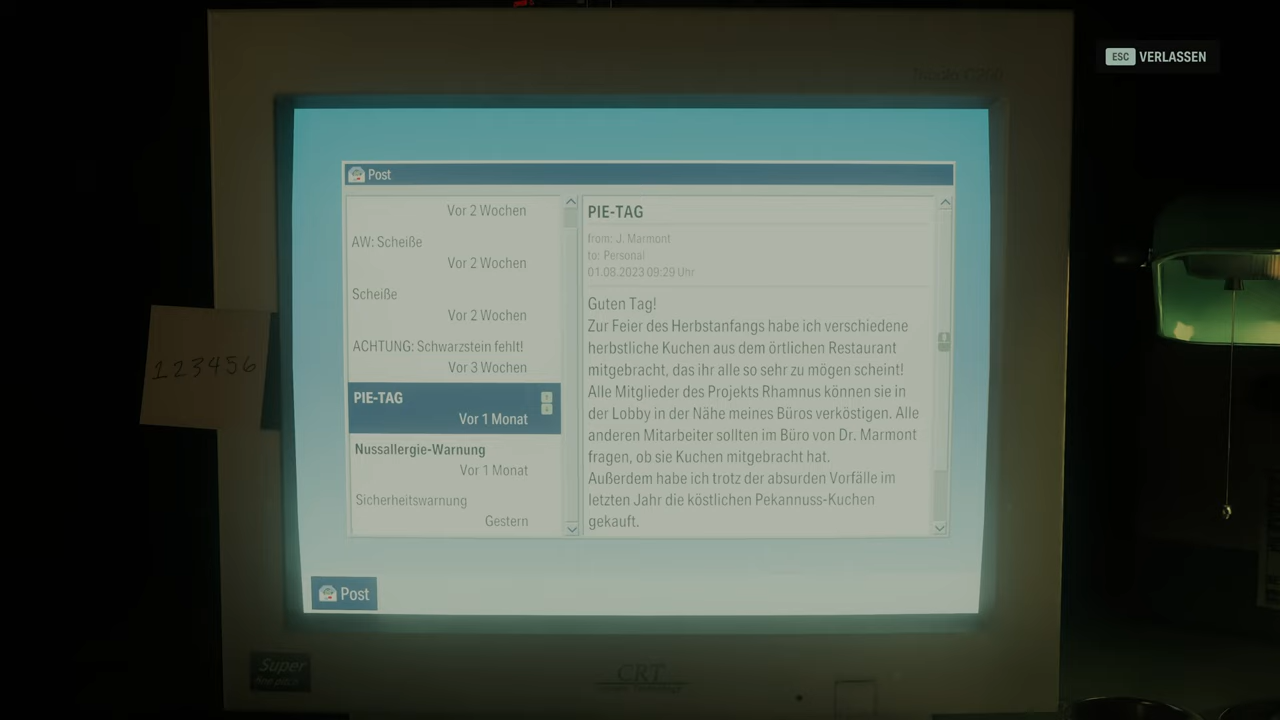 ESC VERLASSEN
Post
Vor 2 Wochen
AW: Scheiße
Vor 2 Wochen
Scheiße
Vor 2 Wochen
ACHTUNG: Schwarzstein fehlt!
Vor 3 Wochen
PIE-TAG
Vor 1 Monat
Nussallergie-Warnung
Vor 1 Monat
Sicherheitswarnung
Gestern
PIE-TAG
from: J. Marmont
to: Personal
01.08.2023 09:29 Uhr
Guten Tag!
Zur Feier des Herbstanfangs habe ich verschiedene
herbstliche Kuchen aus dem örtlichen Restaurant
mitgebracht, das ihr alle so sehr zu mögen scheint!
Alle Mitglieder des Projekts Rhamnus können sie in
der Lobby in der Nähe meines Büros verköstigen. Alle
anderen Mitarbeiter sollten im Büro von Dr. Marmont
fragen, ob sie Kuchen mitgebracht hat.
Außerdem habe ich trotz der absurden Vorfälle im
letzten Jahr die köstlichen Pekannuss-Kuchen
gekauft.
123456
Post
Super
CRT